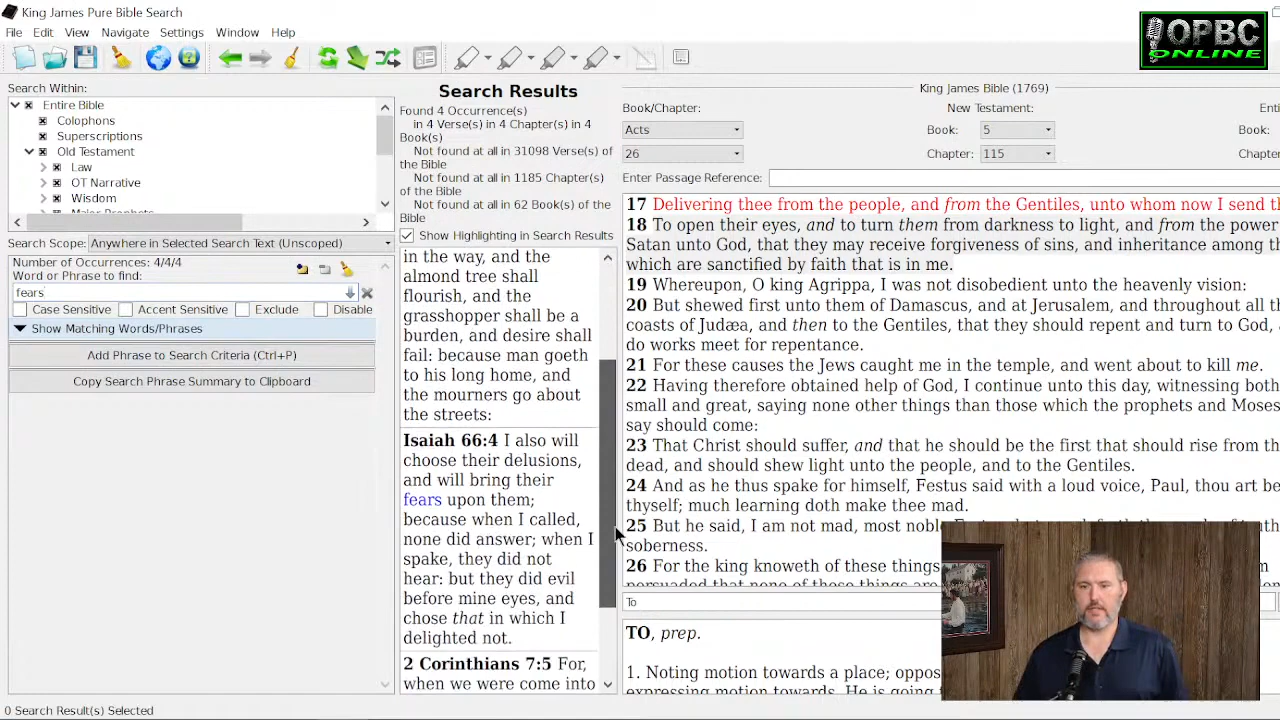 King James Pure Bible Search
OPBC
ONLINE
File Edit View Navigate Settings Window Help
Search Within:
Entire Bible
Colophons
Superscriptions
Old Testament
Law
OT Narrative
Wisdom
Search Scope: Anywhere in Selected Search Text (Unscoped)
Number of Occurrences: 4/4/4
Word or Phrase to find:
fears
Case Sensitive Accent Sensitive Exclude Disable
Show Matching Words/Phrases
Add Phrase to Search Criteria (Ctrl+P)
Copy Search Phrase Summary to Clipboard
Search Results
Found 4 Occurrence(s)
in 4 Verse(s) in 4 Chapter(s) in 4
Book(s)
Not found at all in 31098 Verse(s) of
the Bible
Not found at all in 1185 Chapter(s)
of the Bible
Not found at all in 62 Book(s) of the
Bible
Show Highlighting in Search Results
in the way, and the
almond tree shall
flourish, and the
grasshopper shall be a
burden, and desire shall
fail: because man goeth
to his long home, and
the mourners go about
the streets:
Isaiah 66:4 I also will
choose their delusions,
and will bring their
fears upon them;
because when I called,
none did answer; when I
spake, they did not
hear: but they did evil
before mine eyes, and
chose that in which I
delighted not.
2 Corinthians 7:5 For,
when we were come into
King James Bible (1769)
Book/Chapter: New Testament:
Acts Book: 5 Book:
26 Chapter: 115
Enter Passage Reference:
17 Delivering thee from the people, and from the Gentiles, unto whom now I send
18 To open their eyes, and to turn them from darkness to light, and from the power
Satan unto God, that they may receive forgiveness of sins, and inheritance among
which are sanctified by faith that is in me.
19 Whereupon, O king Agrippa, I was not disobedient unto the heavenly vision:
20 But shewed first unto them of Damascus, and at Jerusalem, and throughout all
coasts of Judæa, and then to the Gentiles, that they should repent and turn to God,
do works meet for repentance.
21 For these causes the Jews caught me in the temple, and went about to kill me.
22 Having therefore obtained help of God, I continue unto this day, witnessing both
small and great, saying none other things than those which the prophets and Moses
say should come:
23 That Christ should suffer, and that he should be the first that should rise from
dead, and should shew light unto the people, and to the Gentiles.
24 And as he thus spake for himself, Festus said with a loud voice, Paul, thou art
thyself; much learning doth make thee mad.
25 But he said, I am not mad, most
soberness.
26 For the king knoweth of these things
To
TO, prep.
1. Noting motion towards a place;
0 Search Result(s) Selected